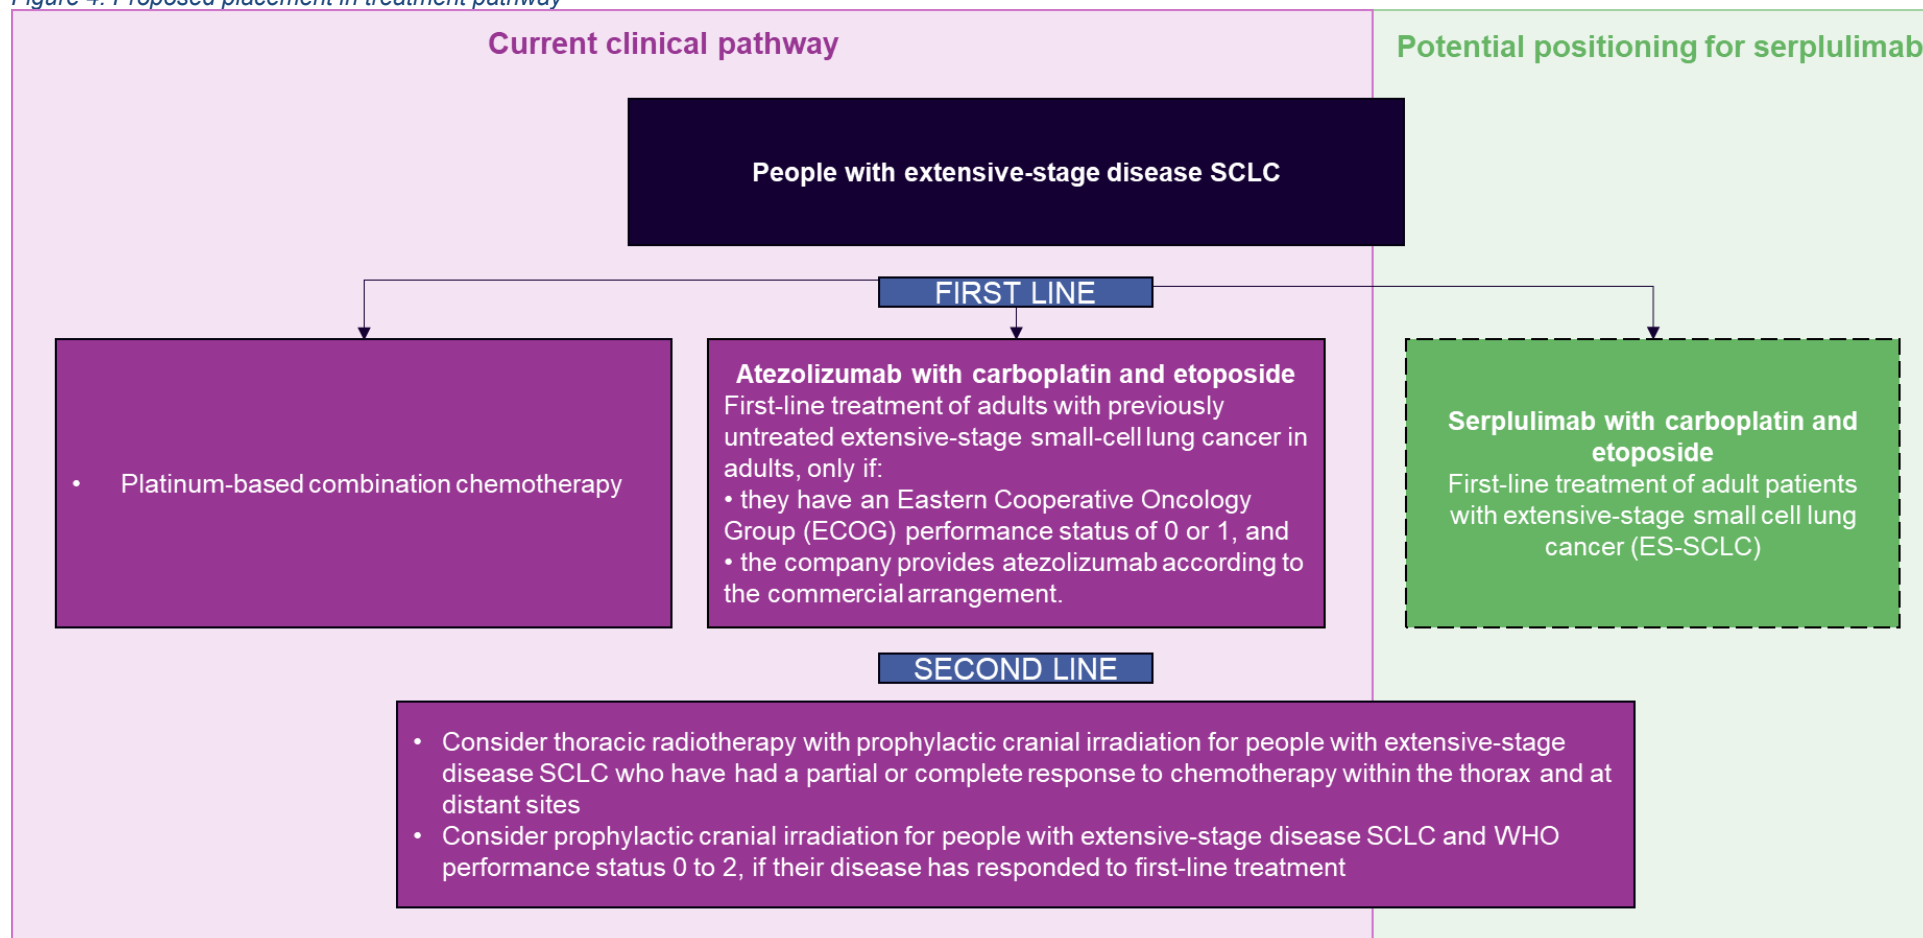 Figure 4: Proposed placement in treatment pathway
Current clinical pathway
Potential positioning for serplulimab
People with extensive-stage disease SCLC
FIRST LINE
• Platinum-based combination chemotherapy
Atezolizumab with carboplatin and etoposide
First-line treatment of adults with previously
untreated extensive-stage small-cell lung cancer in
adults, only if:
• they have an Eastern Cooperative Oncology
Group (ECOG) performance status of 0 or 1, and
• the company provides atezolizumab according to
the commercial arrangement.
Serplulimab with carboplatin and
etoposide
First-line treatment of adult patients
with extensive-stage small cell lung
cancer (ES-SCLC)
SECOND LINE
• Consider thoracic radiotherapy with prophylactic cranial irradiation for people with extensive-stage
disease SCLC who have had a partial or complete response to chemotherapy within the thorax and at
distant sites
• Consider prophylactic cranial irradiation for people with extensive-stage disease SCLC and WHO
performance status 0 to 2, if their disease has responded to first-line treatment